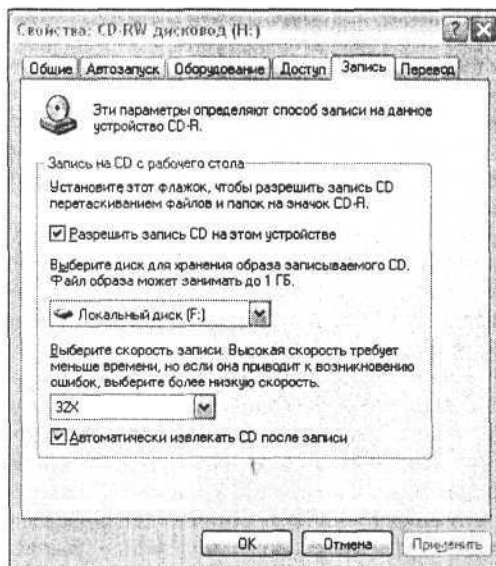 Свойства: CD-RW дисковод (H:)
Общие Автозапуск Оборудование Доступ Запись Перевод
Эти параметры определяют способ записи на данное
устройство CD-R.
Запись на CD с рабочего стола
Установите этот флажок, чтобы разрешить запись CD
перетаскиванием файлов и папок на значок CD-R.
Разрешить запись CD на этом устройстве
Выберите диск для хранения образа записываемого CD.
Файл образа может занимать до 1 ГБ.
Локальный диск (F:)
Выберите скорость записи. Высокая скорость требует
меньше времени, но если она приводит к возникновению
ошибок, выберите более низкую скорость.
32X
Автоматически извлекать CD после записи
OK Отмена Применить